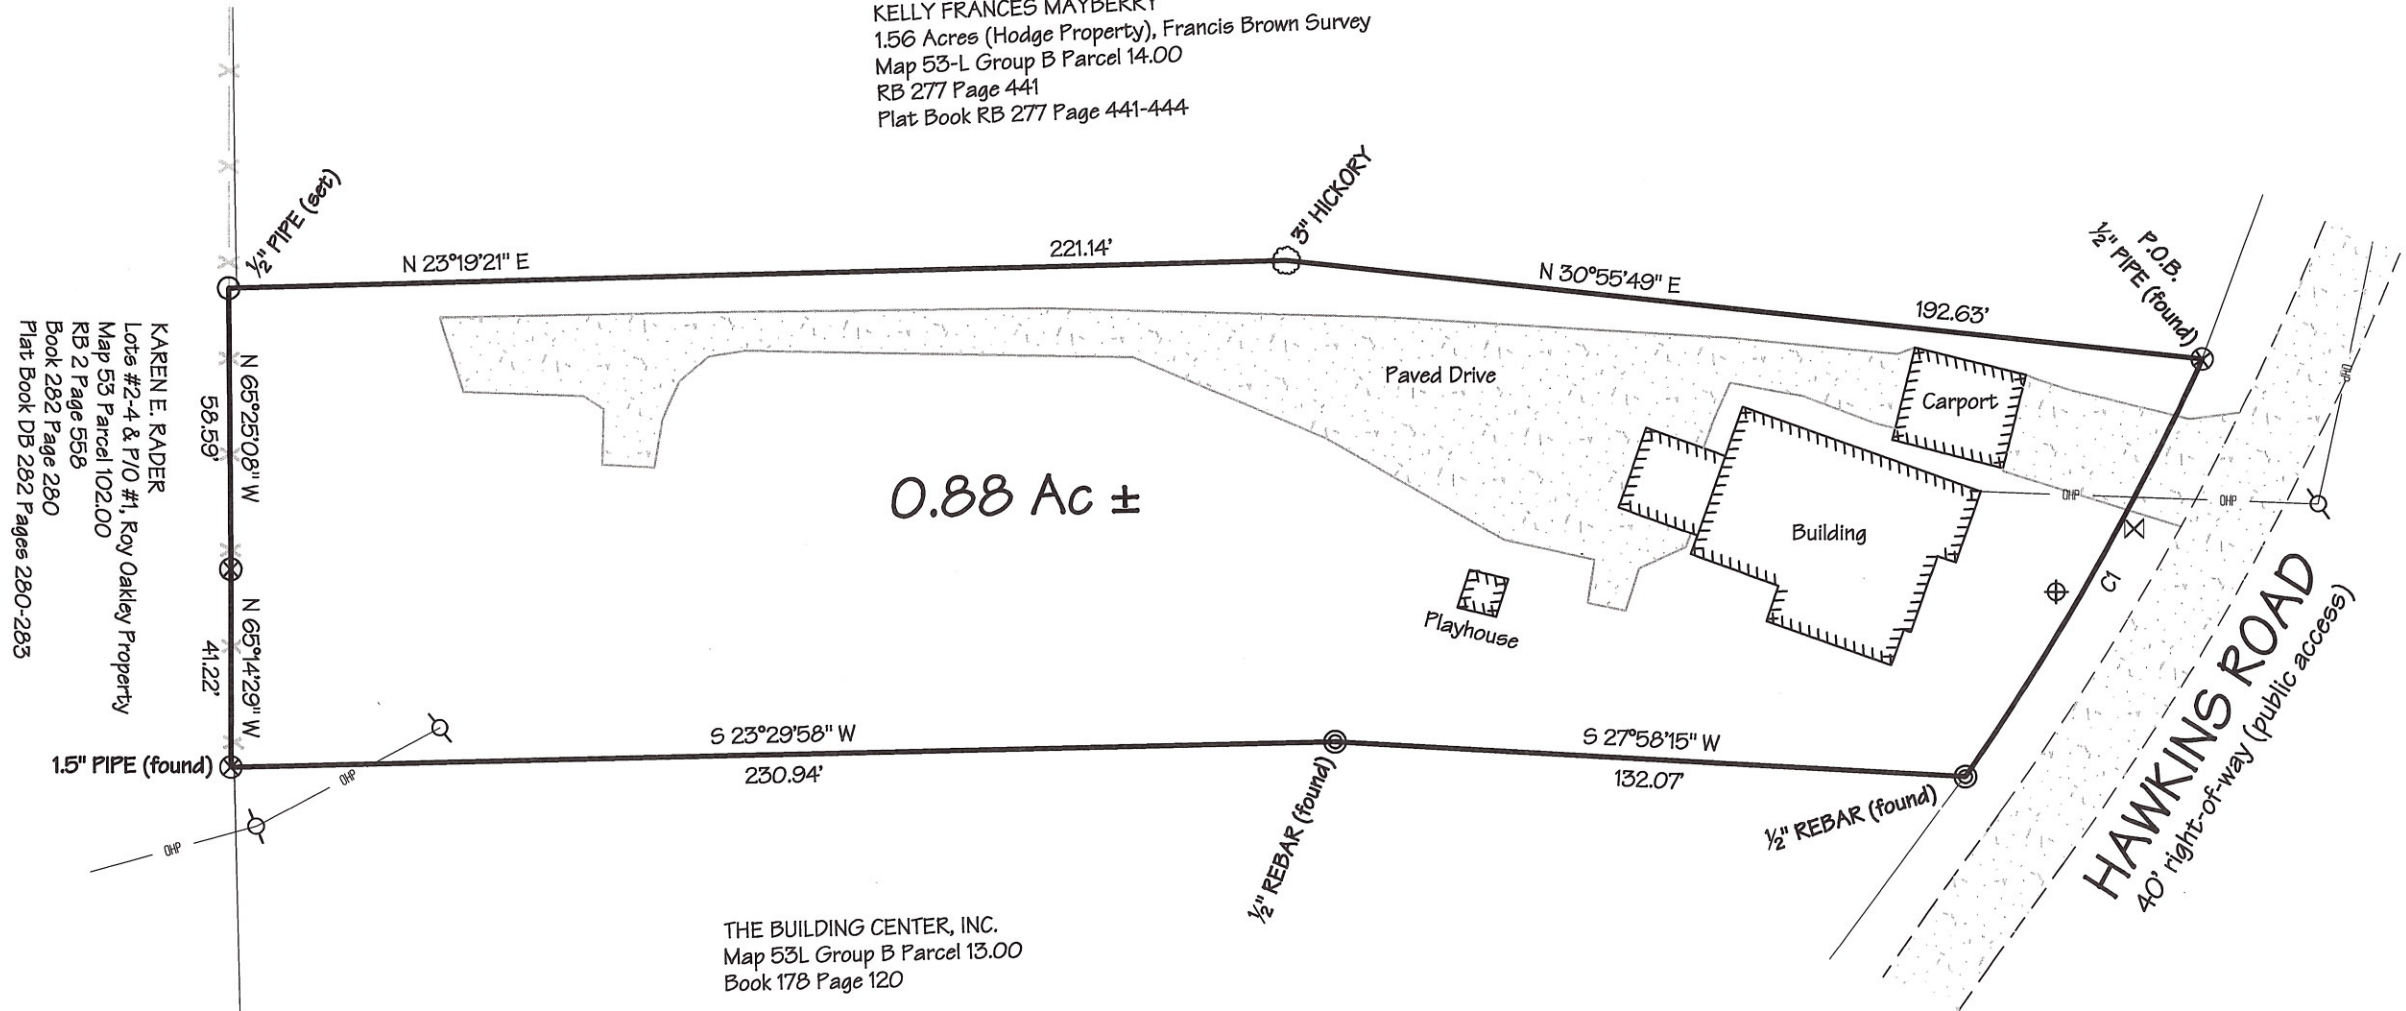 KELLY FRANCES MAYBERRY
1.56 Acres (Hodge Property), Francis Brown Survey
Map 53-L Group B Parcel 14.00
RB 277 Page 441
Plat Book RB 277 Page 441-444
½" PIPE (set)
N 23°19'21" E
221.14'
3" HICKORY
N 30°55'49" E
192.63'
P.O.B.
½" PIPE (found)
OHP
KAREN E. RADER
Lots #2-4 & P/O #1, Roy Oakley Property
Map 53 Parcel 102.00
RB 2 Page 558
Book 282 Page 280
Plat Book DB 282 Pages 280-283
N 65°25'08" W
58.59'
N 65°14'29" W
41.22'
Paved Drive
Carport
0.88 Ac ±
Building
OHP
OHP
Playhouse
C1
HAWKINS ROAD
40' right-of-way (public access)
1.5" PIPE (found)
OHP
OHP
S 23°29'58" W
230.94'
½" REBAR (found)
S 27°58'15" W
132.07'
½" REBAR (found)
THE BUILDING CENTER, INC.
Map 53L Group B Parcel 13.00
Book 178 Page 120